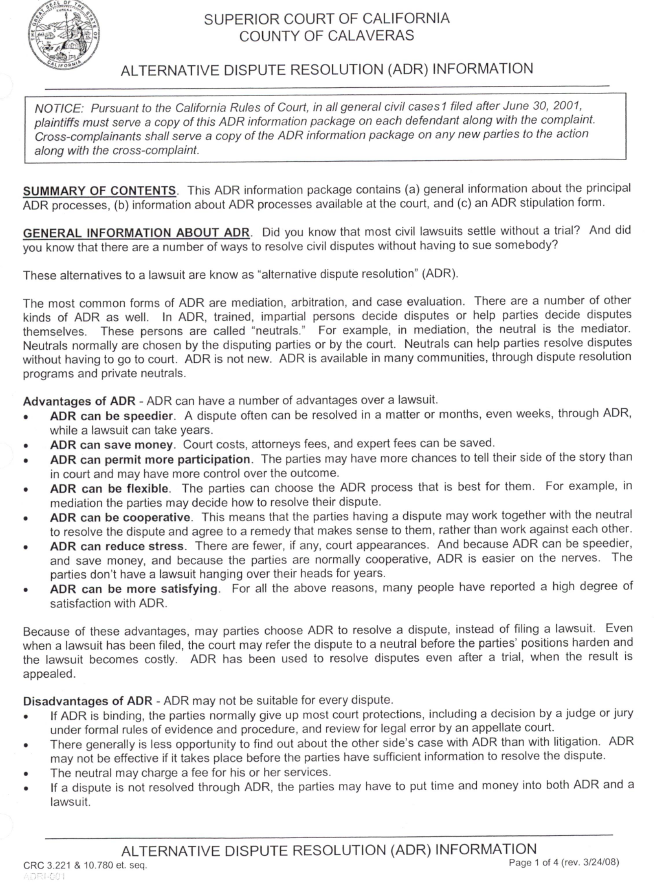 SUPERIOR COURT OF CALIFORNIA
COUNTY OF CALAVERAS
ALTERNATIVE DISPUTE RESOLUTION (ADR) INFORMATION
NOTICE: Pursuant to the California Rules of Court, in all general civil cases1 filed after June 30, 2001,
plaintiffs must serve a copy of this ADR information package on each defendant along with the complaint.
Cross-complainants shall serve a copy of the ADR information package on any new parties to the action
along with the cross-complaint.
SUMMARY OF CONTENTS. This ADR information package contains (a) general information about the principal
ADR processes, (b) information about ADR processes available at the court, and (c) an ADR stipulation form.
GENERAL INFORMATION ABOUT ADR. Did you know that most civil lawsuits settle without a trial? And did
you know that there are a number of ways to resolve civil disputes without having to sue somebody?
These alternatives to a lawsuit are know as “alternative dispute resolution” (ADR).
The most common forms of ADR are mediation, arbitration, and case evaluation. There are a number of other
kinds of ADR as well. In ADR, trained, impartial persons decide disputes or help parties decide disputes
themselves. These persons are called “neutrals.” For example, in mediation, the neutral is the mediator.
Neutrals normally are chosen by the disputing parties or by the court. Neutrals can help parties resolve disputes
without having to go to court. ADR is not new. ADR is available in many communities, through dispute resolution
programs and private neutrals.
Advantages of ADR - ADR can have a number of advantages over a lawsuit.
• ADR can be speedier. A dispute often can be resolved in a matter or months, even weeks, through ADR,
while a lawsuit can take years.
• ADR can save money. Court costs, attorneys fees, and expert fees can be saved.
• ADR can permit more participation. The parties may have more chances to tell their side of the story than
in court and may have more control over the outcome.
• ADR can be flexible. The parties can choose the ADR process that is best for them. For example, in
mediation the parties may decide how to resolve their dispute.
• ADR can be cooperative. This means that the parties having a dispute may work together with the neutral
to resolve the dispute and agree to a remedy that makes sense to them, rather than work against each other.
• ADR can reduce stress. There are fewer, if any, court appearances. And because ADR can be speedier,
and save money, and because the parties are normally cooperative, ADR is easier on the nerves. The
parties don’t have a lawsuit hanging over their heads for years.
• ADR can be more satisfying. For all the above reasons, many people have reported a high degree of
satisfaction with ADR.
Because of these advantages, may parties choose ADR to resolve a dispute, instead of filing a lawsuit. Even
when a lawsuit has been filed, the court may refer the dispute to a neutral before the parties’ positions harden and
the lawsuit becomes costly. ADR has been used to resolve disputes even after a trial, when the result is
appealed.
Disadvantages of ADR - ADR may not be suitable for every dispute.
• If ADR is binding, the parties normally give up most court protections, including a decision by a judge or jury
under formal rules of evidence and procedure, and review for legal error by an appellate court.
• There generally is less opportunity to find out about the other side’s case with ADR than with litigation. ADR
may not be effective if it takes place before the parties have sufficient information to resolve the dispute.
• The neutral may charge a fee for his or her services.
• If a dispute is not resolved through ADR, the parties may have to put time and money into both ADR and a
lawsuit.
ALTERNATIVE DISPUTE RESOLUTION (ADR) INFORMATION
CRC 3.221 & 10.780 et. seq.
Page 1 of 4 (rev. 3/24/08)